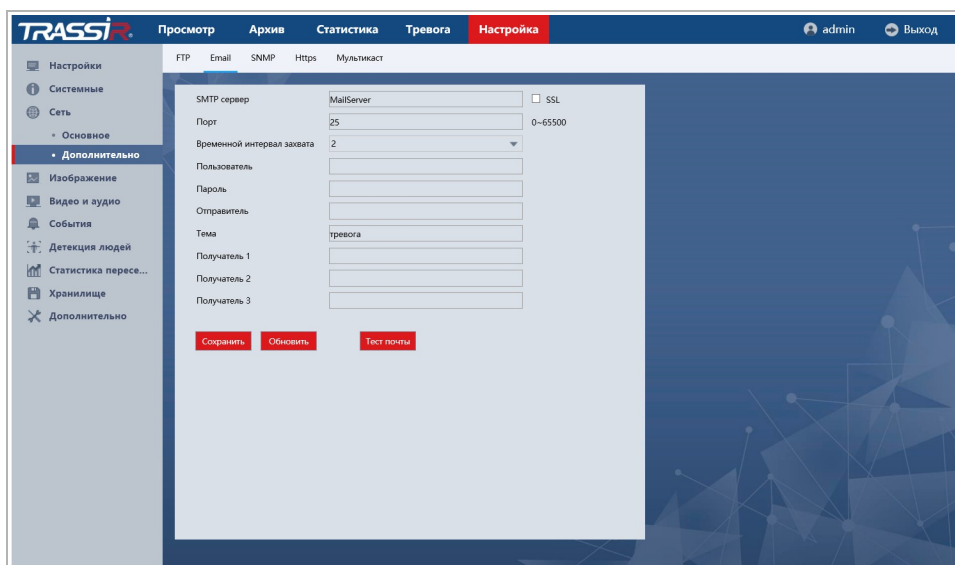 TRASSIR Просмотр Архив Статистика Тревога Настройка admin Выход
FTP Email SNMP Https Мультикаст
Настройки
Системные
Сеть
Основное
Дополнительно
Изображение
Видео и аудио
События
Детекция людей
Статистика пересе...
Хранилище
Дополнительно
SMTP сервер MailServer SSL
Порт 25 0~65500
Временной интервал захвата 2
Пользователь
Пароль
Отправитель
Тема тревога
Получатель 1
Получатель 2
Получатель 3
Сохранить Обновить Тест почты